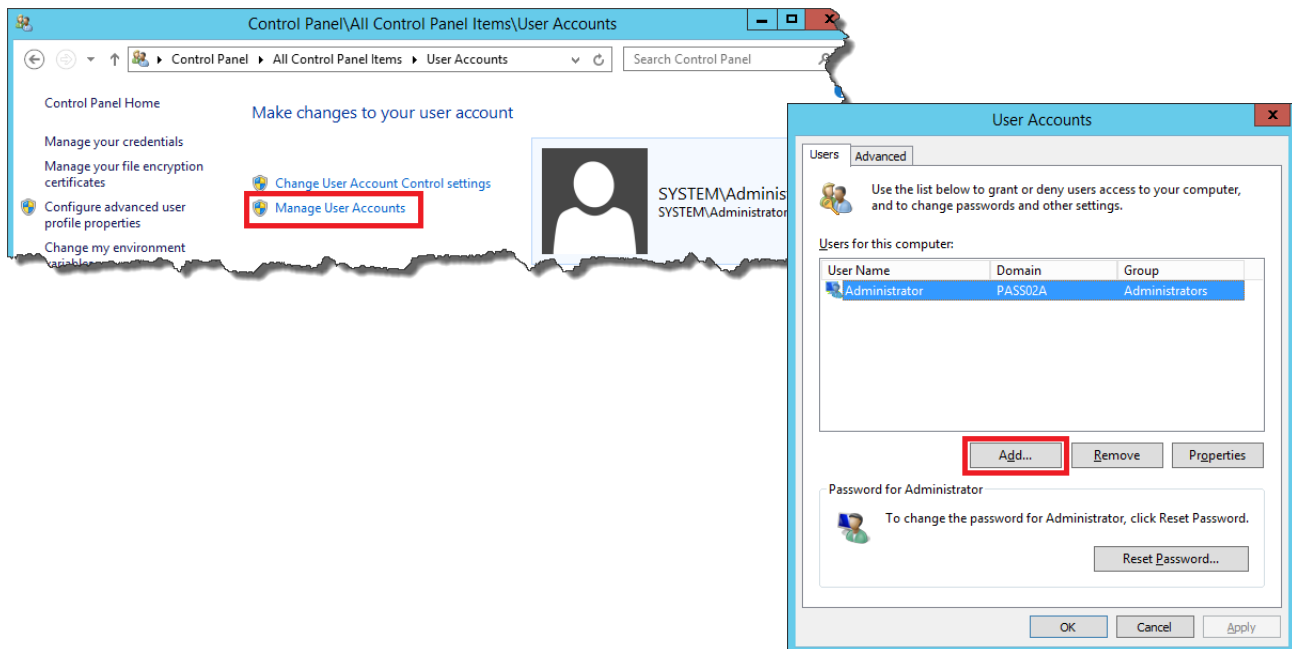 Control Panel\All Control Panel Items\User Accounts
Control Panel All Control Panel Items User Accounts
Search Control Panel
Control Panel Home
Manage your credentials
Manage your file encryption
certificates
Configure advanced user
profile properties
Change my environment
variables
Make changes to your user account
Change User Account Control settings
Manage User Accounts
SYSTEM\Adminis
SYSTEM\Administrator
User Accounts
Users
Advanced
Use the list below to grant or deny users access to your computer,
and to change passwords and other settings.
Users for this computer:
User Name Domain Group
Administrator PASS02A Administrators
Add... Remove Properties
Password for Administrator
To change the password for Administrator, click Reset Password.
Reset Password...
OK Cancel Apply